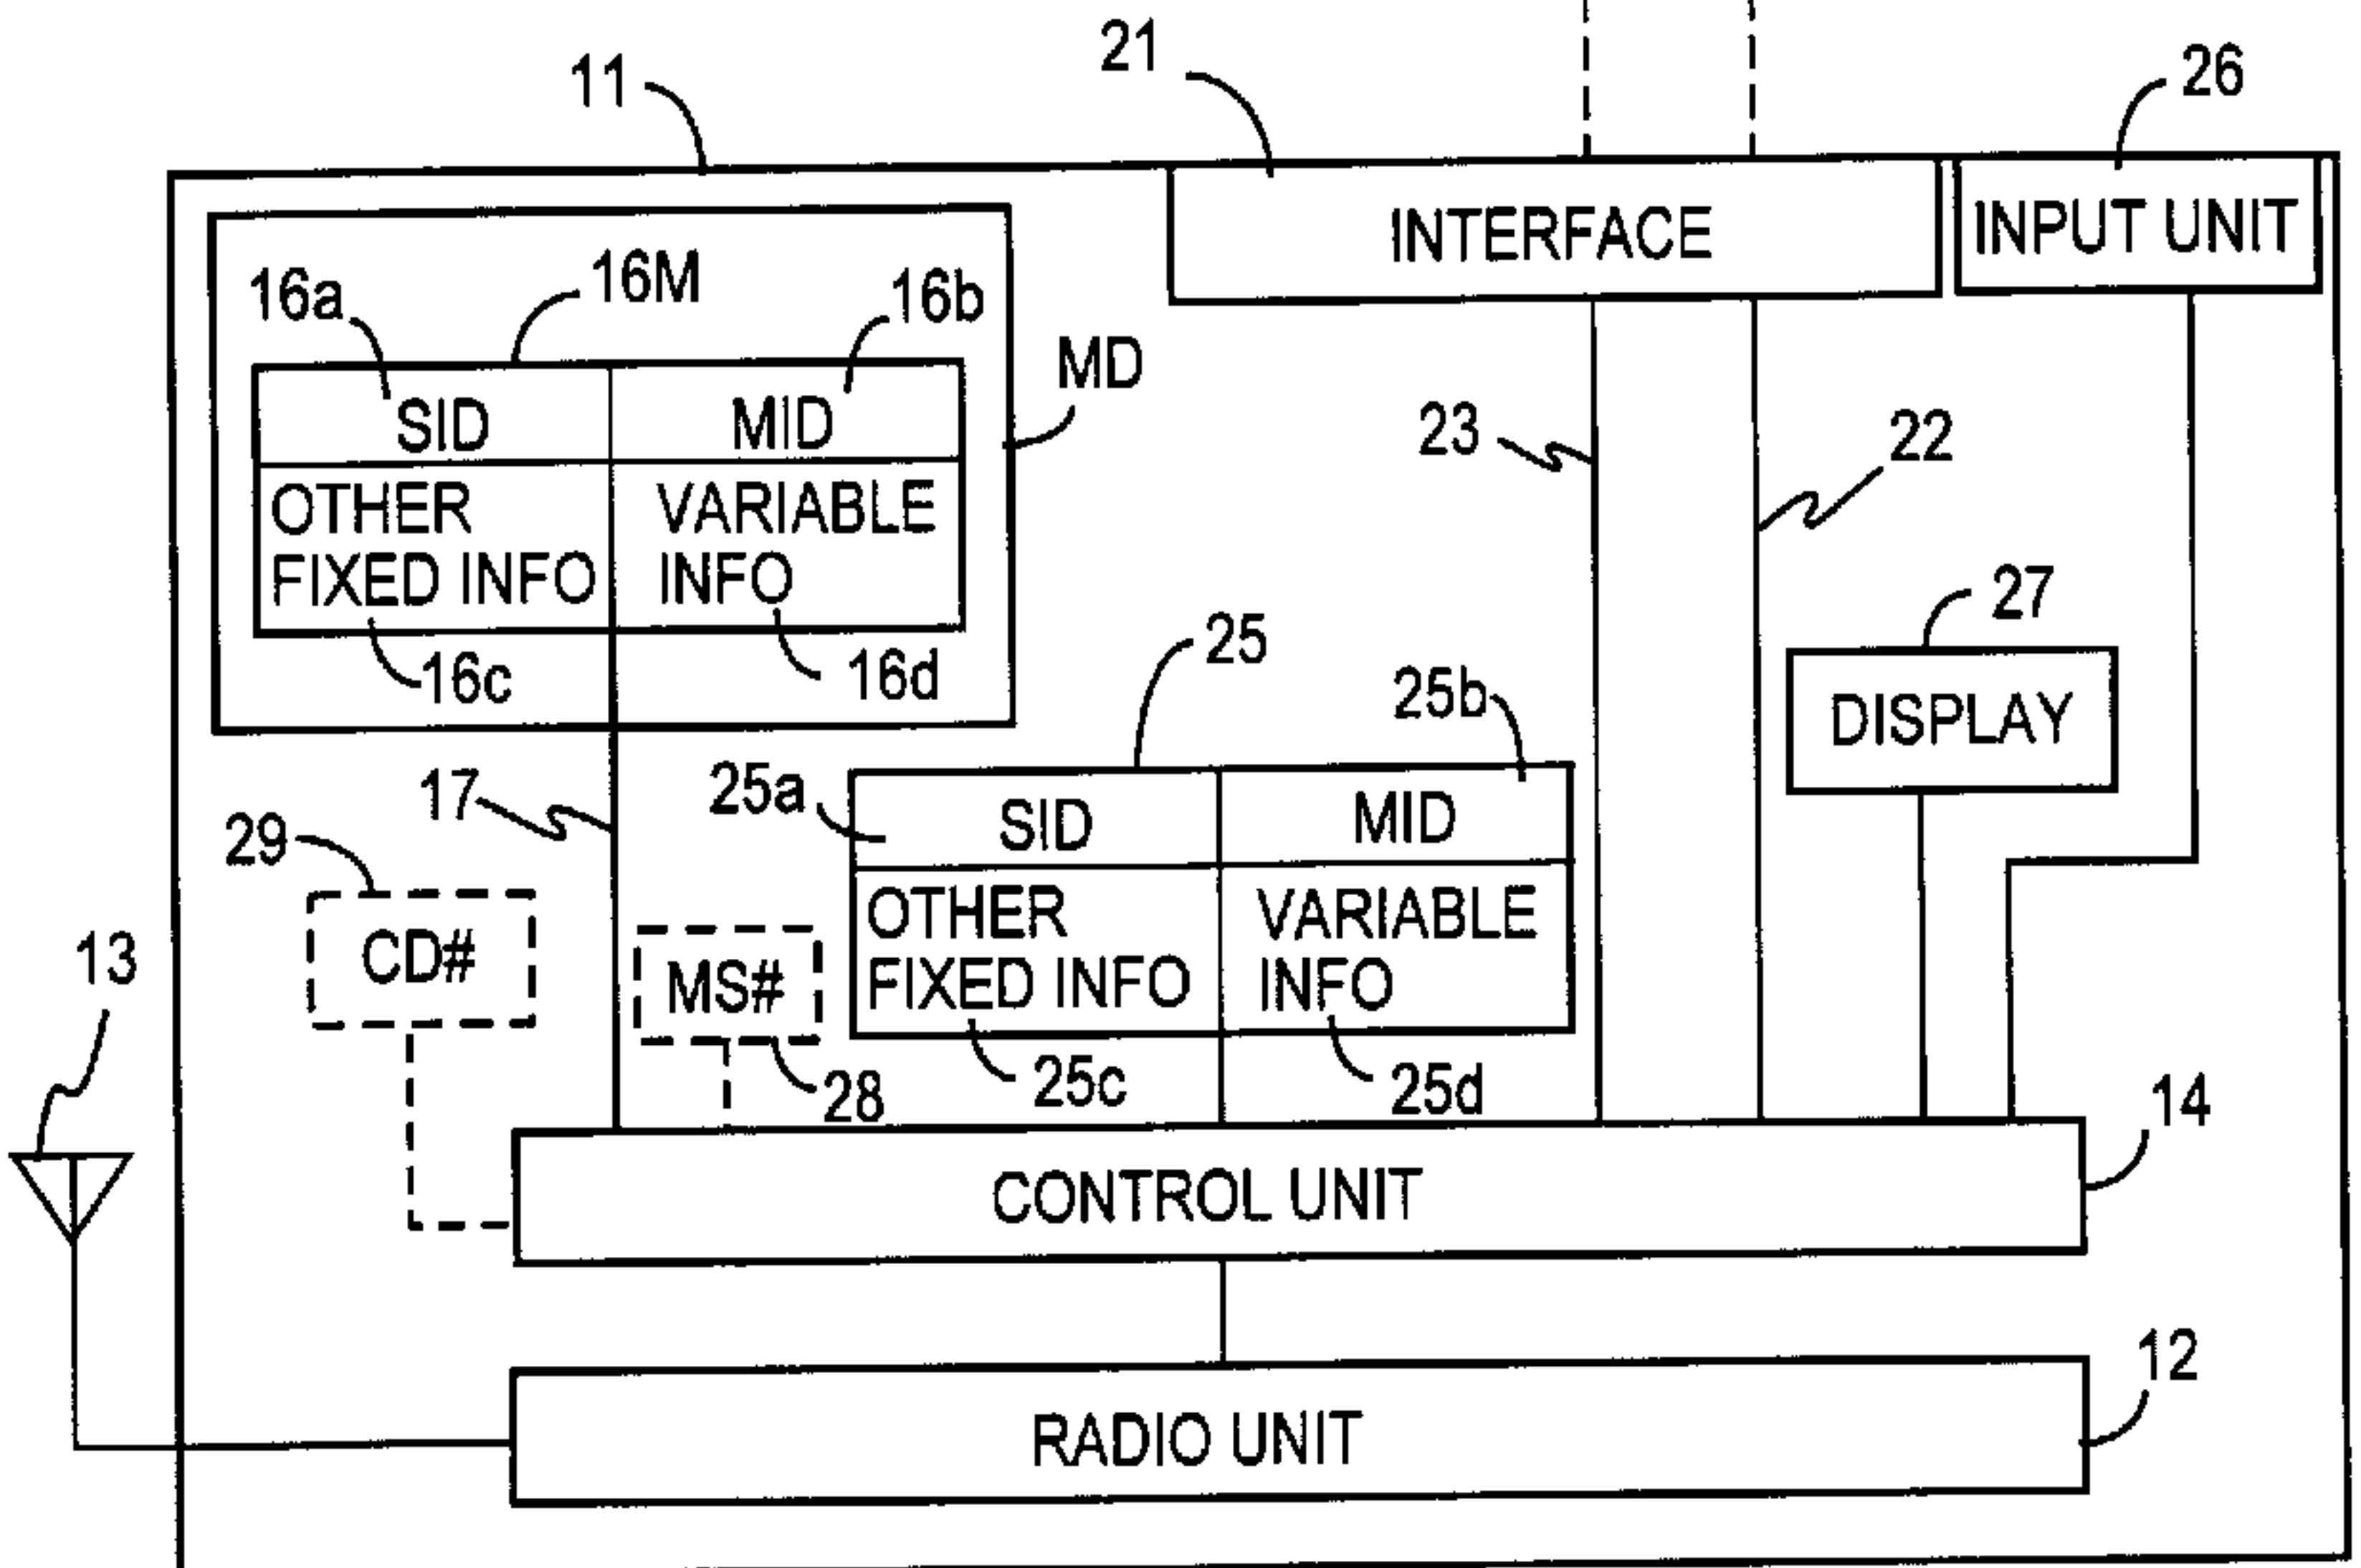 11
21
26
INTERFACE
INPUT UNIT
16a
16M
16b
MD
SID
MID
OTHER
FIXED INFO
VARIABLE
INFO
16c
16d
23
22
27
DISPLAY
25
25b
25a
17
29
SID
MID
OTHER
FIXED INFO
VARIABLE
INFO
CD#
MS#
13
28
25c
25d
14
CONTROL UNIT
12
RADIO UNIT